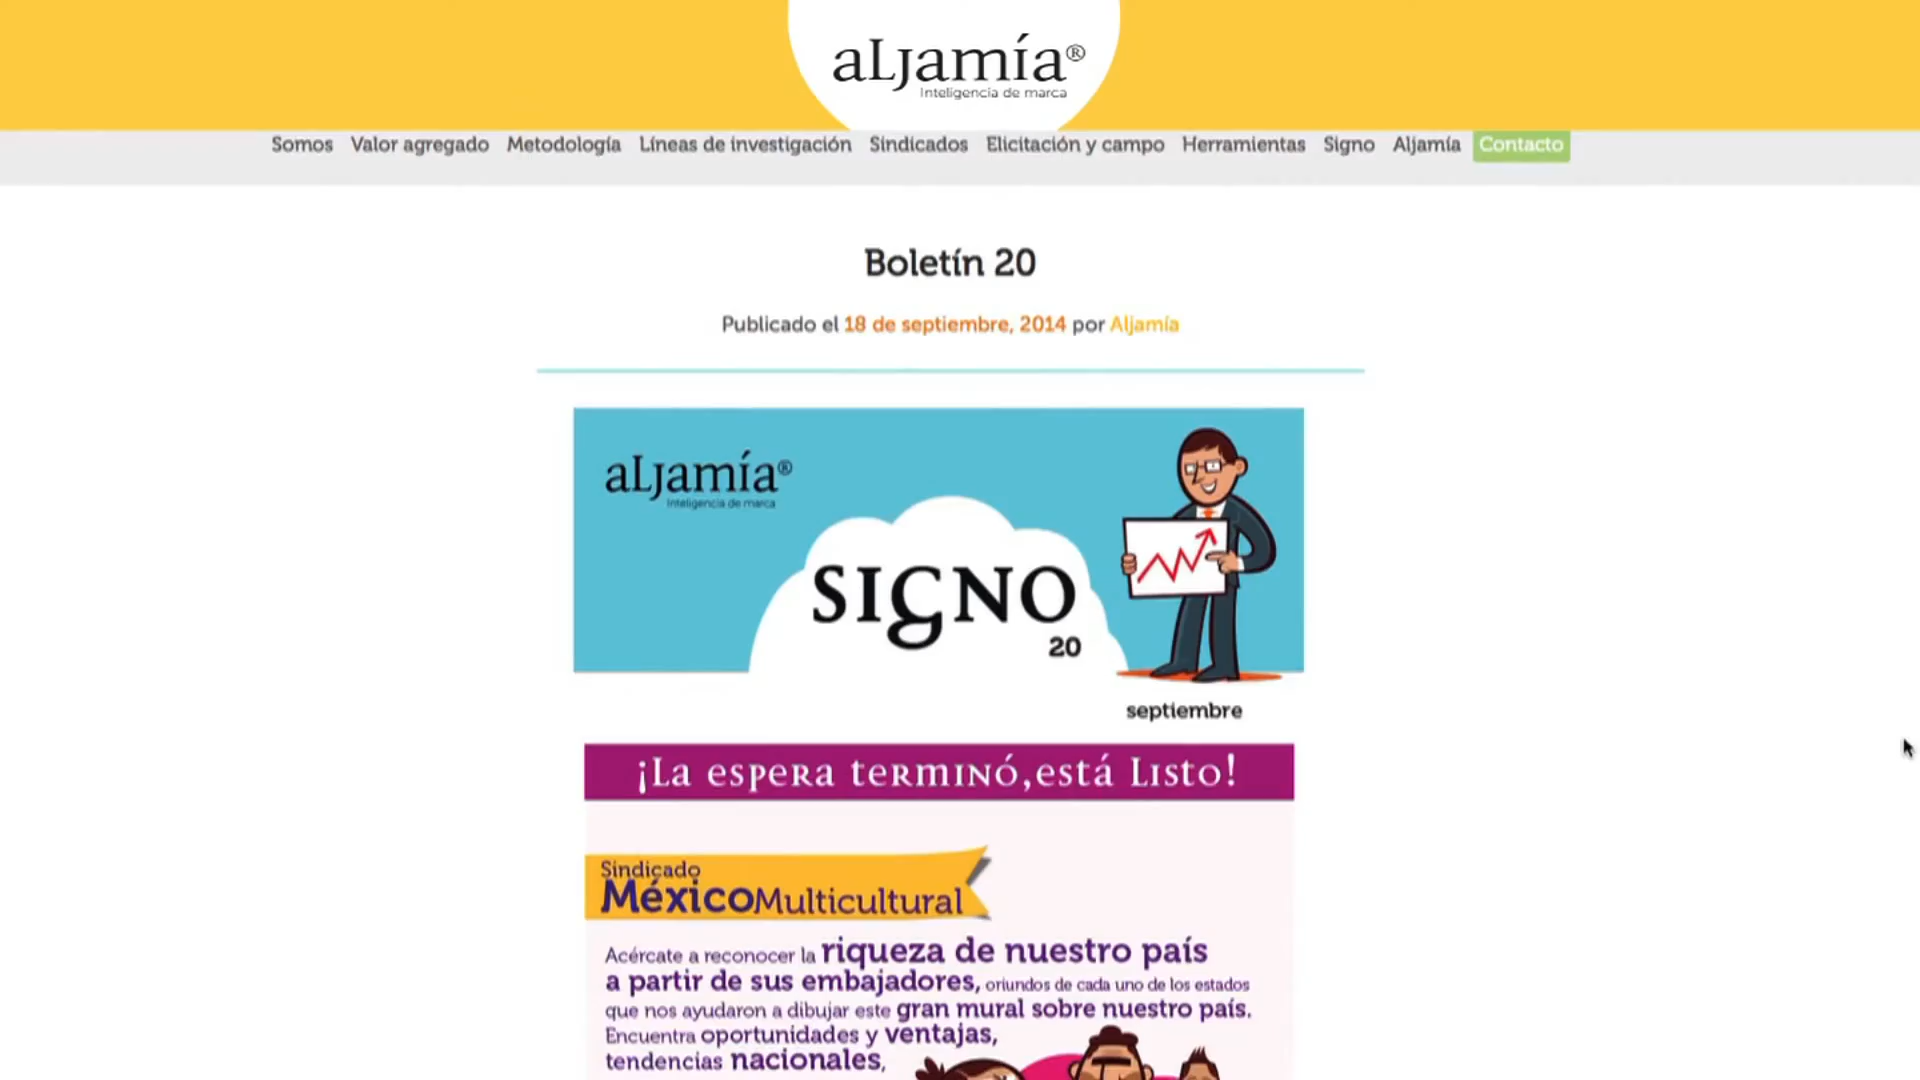 aljamía®
Inteligencia de marca
Somos Valor agregado Metodología Líneas de investigación Sindicados Elicitación y campo Herramientas Signo Aljamía Contacto
Boletín 20
Publicado el 18 de septiembre, 2014 por Aljamía
aljamía®
Inteligencia de marca
SIGNO
20
septiembre
¡La espera terminó,está Listo!
Sindicado
MéxicoMulticultural
Acércate a reconocer la riqueza de nuestro país
a partir de sus embajadores, oriundos de cada uno de los estados
que nos ayudaron a dibujar este gran mural sobre nuestro país.
Encuentra oportunidades y ventajas,
tendencias nacionales,